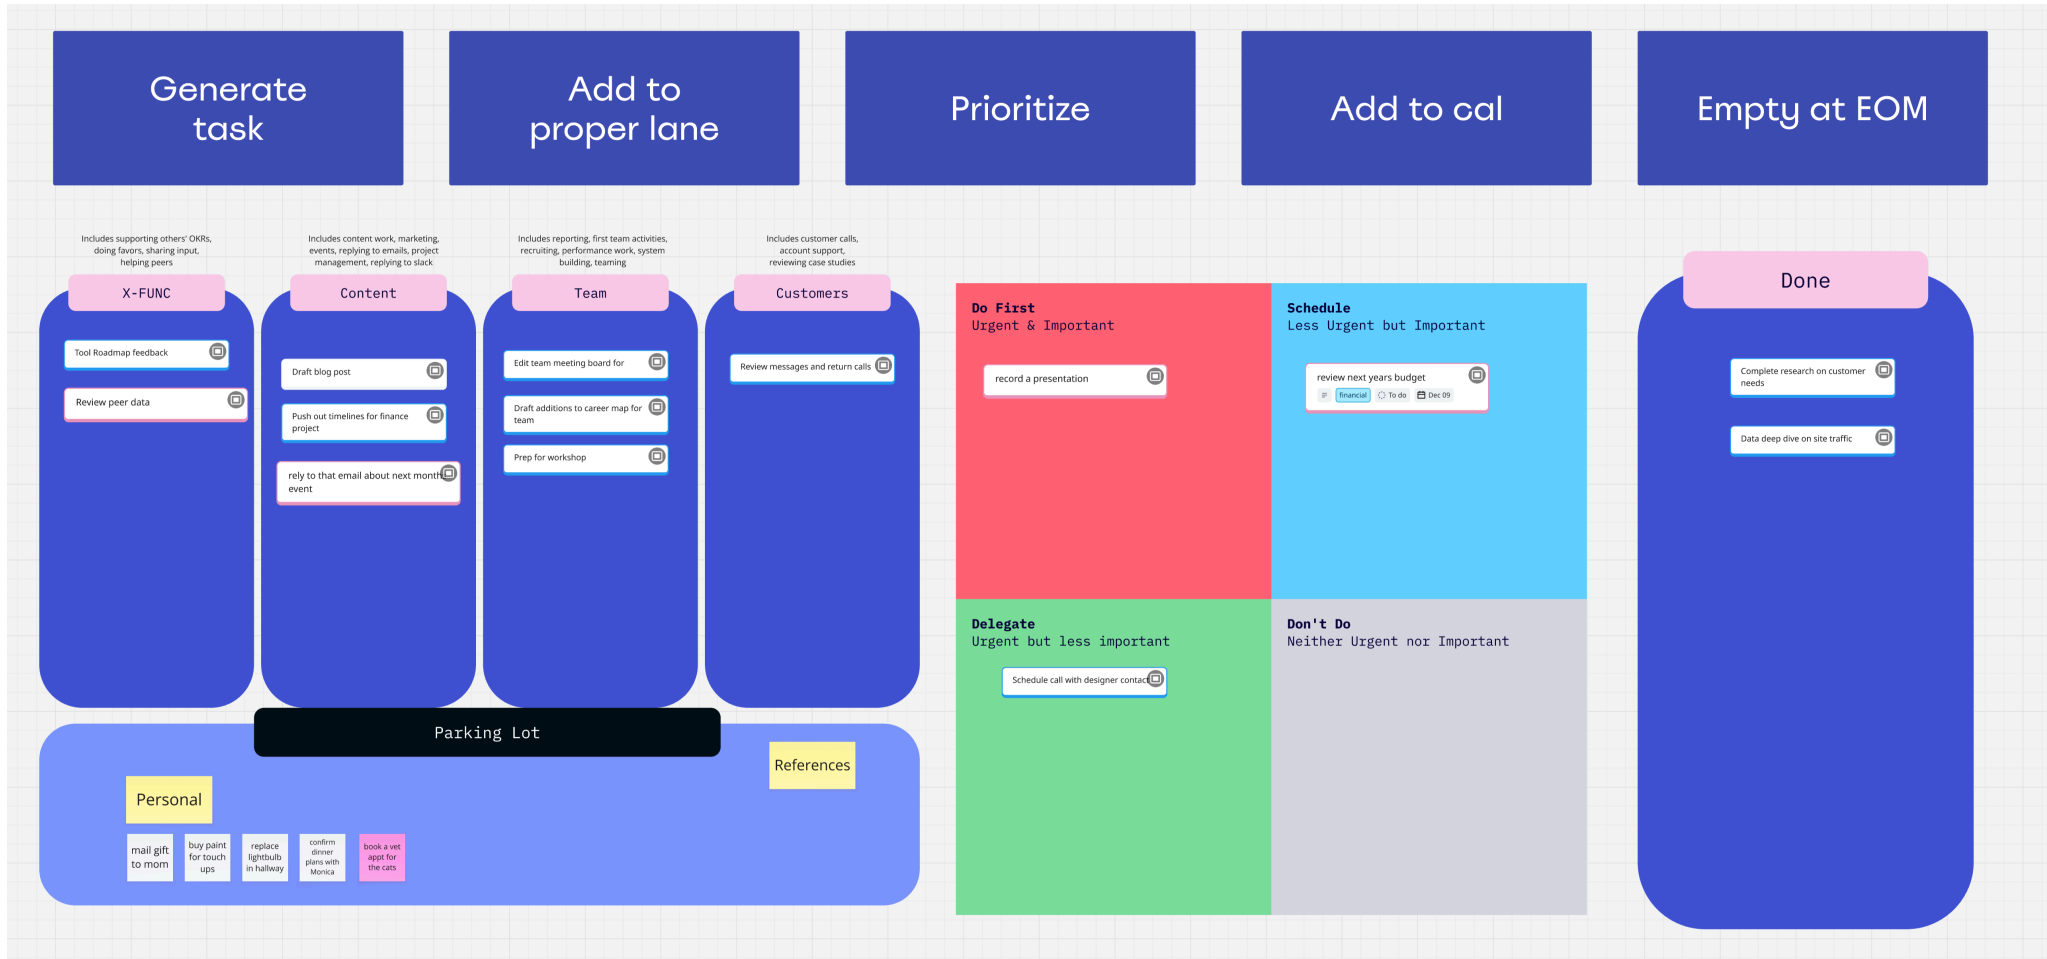 Generate
task
Add to
proper lane
Prioritize
Add to cal
Empty at EOM
Includes supporting others' OKRs,
doing favors, sharing input,
helping peers
X-FUNC
Tool Roadmap feedback
Review peer data
Includes content work, marketing,
events, replying to emails, project
management, replying to slack
Content
Draft blog post
Push out timelines for finance
project
rely to that email about next month
event
Includes reporting, first team activities,
recruiting, performance work, system
building, teaming
Team
Edit team meeting board for
Draft additions to career map for
team
Prep for workshop
Includes customer calls,
account support,
reviewing case studies
Customers
Review messages and return calls
Parking Lot
Personal
mail gift
to mom
buy paint
for touch
ups
replace
lightbulb
in hallway
confirm
dinner
plans with
Monica
book a vet
appt for
the cats
References
Do First
Urgent & Important
record a presentation
Schedule
Less Urgent but Important
review next years budget
financial
To do
Dec 09
Delegate
Urgent but less important
Schedule call with designer contact
Don't Do
Neither Urgent nor Important
Done
Complete research on customer
needs
Data deep dive on site traffic